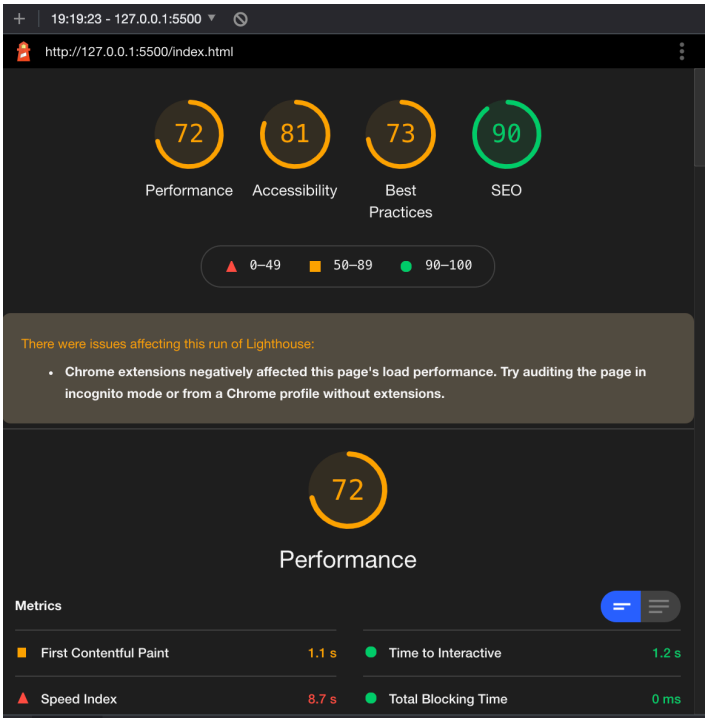 19:19:23 - 127.0.0.1:5500
http://127.0.0.1:5500/index.html
72
81
73
90
Performance
Accessibility
Best
Practices
SEO
0–49
50–89
90–100
There were issues affecting this run of Lighthouse:
• Chrome extensions negatively affected this page's load performance. Try auditing the page in
incognito mode or from a Chrome profile without extensions.
72
Performance
Metrics
First Contentful Paint 1.1 s
Time to Interactive 1.2 s
Speed Index 8.7 s
Total Blocking Time 0 ms